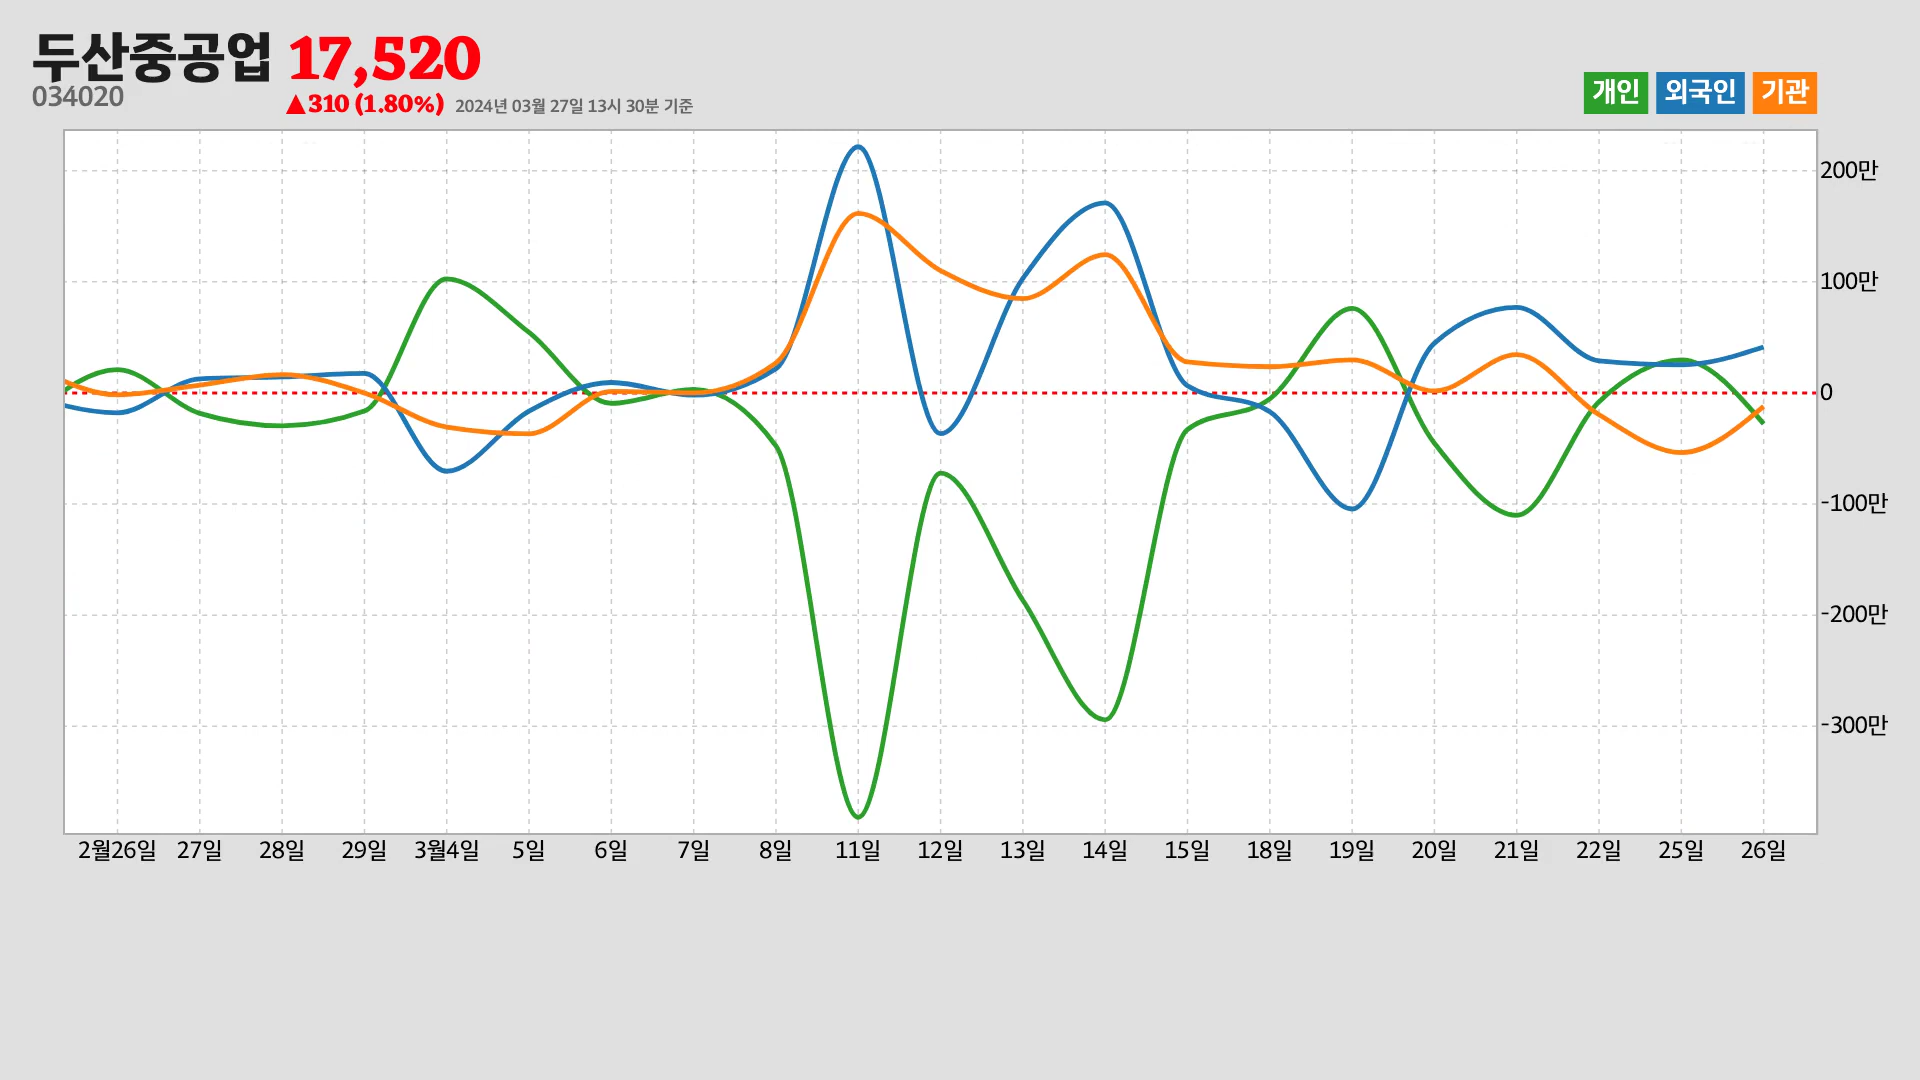 두산중공업 17,520
034020
▲310 (1.80%) 2024년 03월 27일 13시 30분 기준
개인 외국인 기관
200만
100만
0
-100만
-200만
-300만
2월26일 27일 28일 29일 3월4일 5일 6일 7일 8일 11일 12일 13일 14일 15일 18일 19일 20일 21일 22일 25일 26일